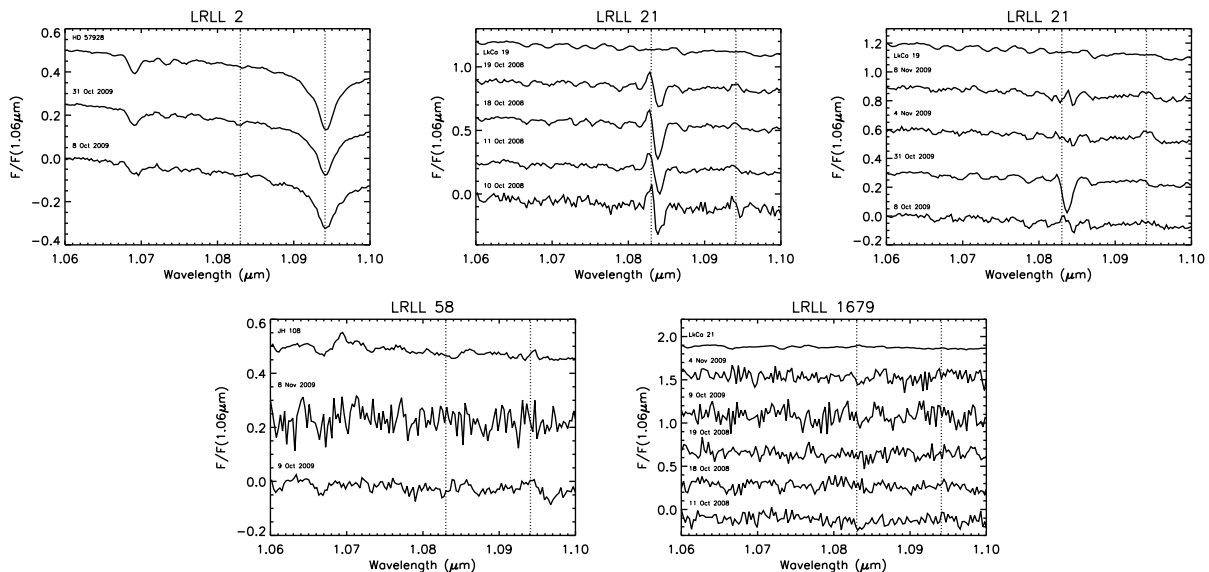 LRLL 2
F/F(1.06μm)
0.6
0.4
0.2
0.0
−0.2
−0.4
HD 57928
31 Oct 2009
8 Oct 2009
1.06 1.07 1.08 1.09 1.10
Wavelength (μm)
LRLL 21
F/F(1.06μm)
1.0
0.5
0.0
LkCa 19
19 Oct 2008
18 Oct 2008
11 Oct 2008
10 Oct 2008
1.06 1.07 1.08 1.09 1.10
Wavelength (μm)
LRLL 21
F/F(1.06μm)
1.2
1.0
0.8
0.6
0.4
0.2
0.0
−0.2
LkCa 19
8 Nov 2009
4 Nov 2009
31 Oct 2009
8 Oct 2009
1.06 1.07 1.08 1.09 1.10
Wavelength (μm)
LRLL 58
F/F(1.06μm)
0.6
0.4
0.2
0.0
−0.2
JH 108
8 Nov 2009
9 Oct 2009
1.06 1.07 1.08 1.09 1.10
Wavelength (μm)
LRLL 1679
F/F(1.06μm)
2.0
1.5
1.0
0.5
0.0
LkCa 21
4 Nov 2009
9 Oct 2009
19 Oct 2008
18 Oct 2008
11 Oct 2008
1.06 1.07 1.08 1.09 1.10
Wavelength (μm)